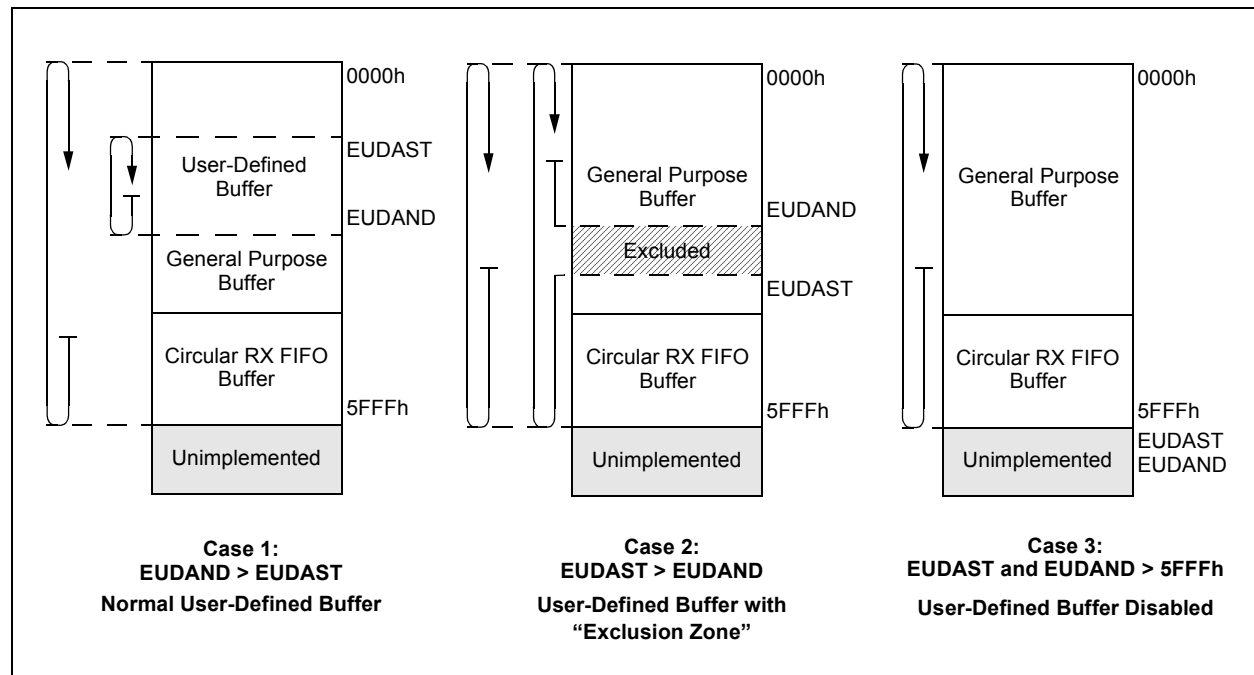 0000h
EUDAST
User-Defined
Buffer
EUDAND
General Purpose
Buffer
Circular RX FIFO
Buffer
5FFFh
Unimplemented
Case 1:
EUDAND > EUDAST
Normal User-Defined Buffer
0000h
General Purpose
Buffer
EUDAND
Excluded
EUDAST
Circular RX FIFO
Buffer
5FFFh
Unimplemented
Case 2:
EUDAST > EUDAND
User-Defined Buffer with
“Exclusion Zone”
0000h
General Purpose
Buffer
Circular RX FIFO
Buffer
5FFFh
EUDAST
Unimplemented
EUDAND
Case 3:
EUDAST and EUDAND > 5FFFh
User-Defined Buffer Disabled